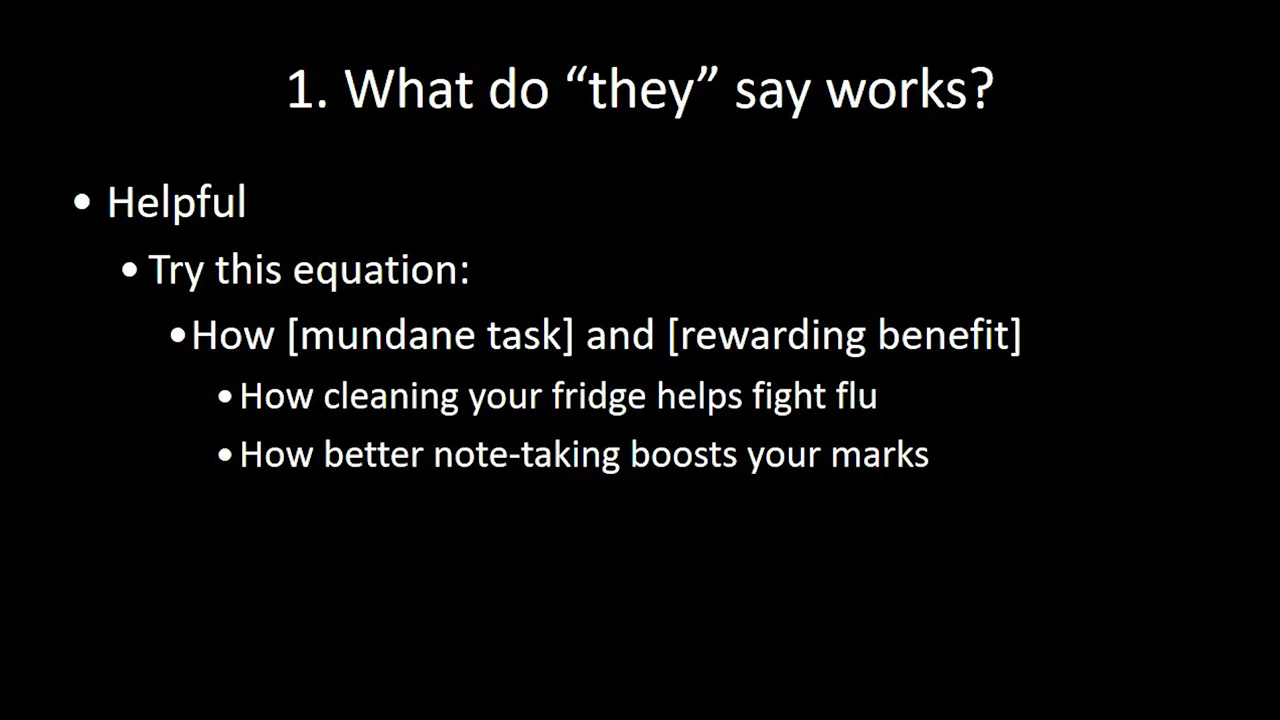 1. What do “they” say works?
• Helpful
• Try this equation:
• How [mundane task] and [rewarding benefit]
• How cleaning your fridge helps fight flu
• How better note-taking boosts your marks